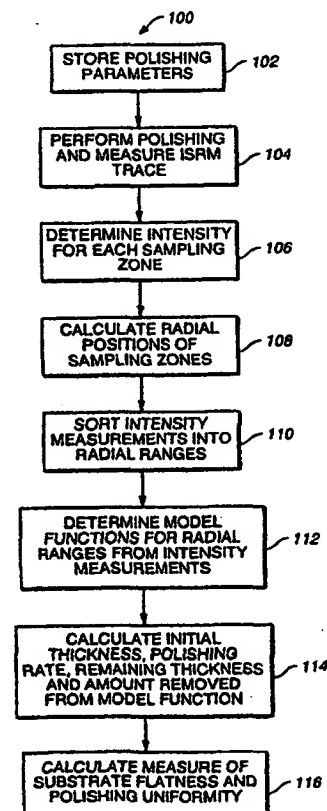 100
STORE POLISHING
PARAMETERS
102
PERFORM POLISHING
AND MEASURE ISRM
TRACE
104
DETERMINE INTENSITY
FOR EACH SAMPLING
ZONE
106
CALCULATE RADIAL
POSITIONS OF
SAMPLING ZONES
108
SORT INTENSITY
MEASUREMENTS INTO
RADIAL RANGES
110
DETERMINE MODEL
FUNCTIONS FOR RADIAL
RANGES FROM INTENSITY
MEASUREMENTS
112
CALCULATE INITIAL
THICKNESS, POLISHING
RATE, REMAINING THICKNESS
AND AMOUNT REMOVED
FROM MODEL FUNCTION
114
CALCULATE MEASURE OF
SUBSTRATE FLATNESS AND
POLISHING UNIFORMITY
116